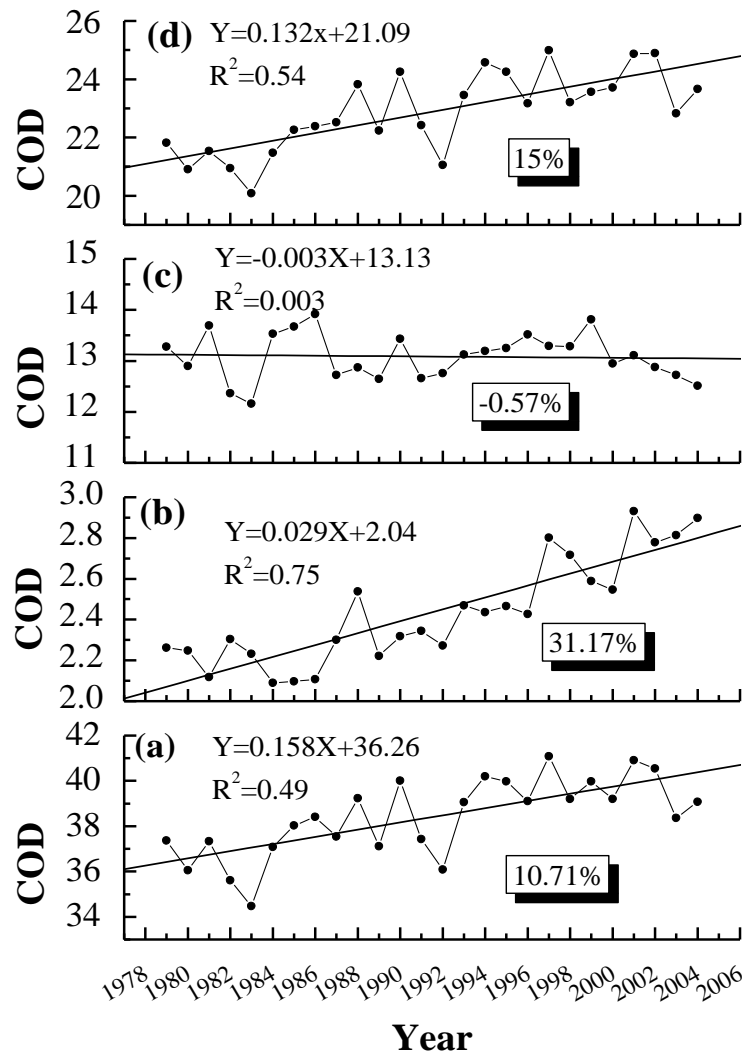 (d)
Y=0.132x+21.09
R²=0.54
26
24
22
20
COD
15%
(c)
Y=-0.003X+13.13
R²=0.003
15
14
13
12
11
COD
-0.57%
(b)
Y=0.029X+2.04
R²=0.75
3.0
2.8
2.6
2.4
2.2
2.0
COD
31.17%
(a)
Y=0.158X+36.26
R²=0.49
42
40
38
36
34
COD
10.71%
1978 1980 1982 1984 1986 1988 1990 1992 1994 1996 1998 2000 2002 2004 2006
Year